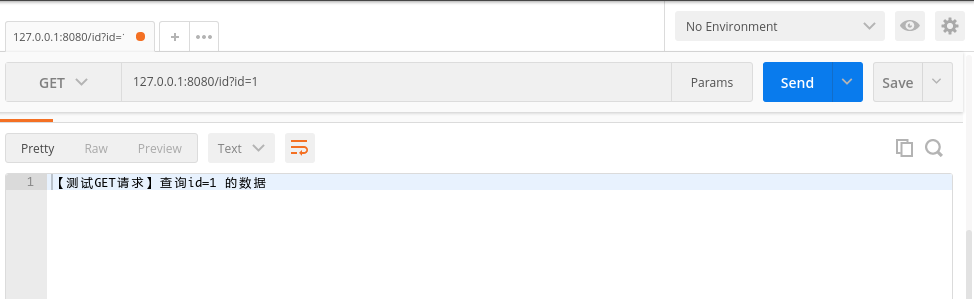 127.0.0.1:8080/id?id=
No Environment
GET
127.0.0.1:8080/id?id=1
Params
Send
Save
Pretty
Raw
Preview
Text
1
【测试GET请求】查询id=1 的数据